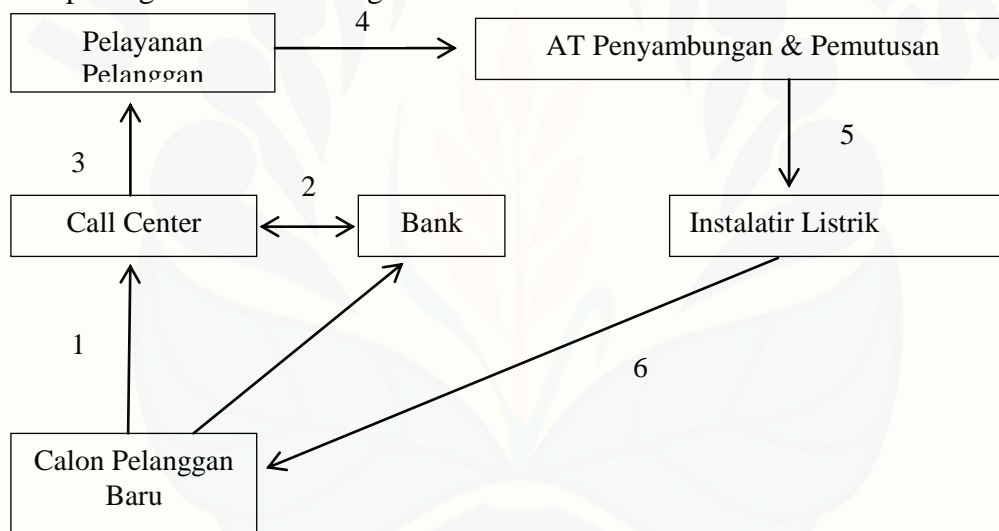 4
Pelayanan
Pelanggan
AT Penyambungan & Pemutusan
5
3
2
Call Center
Bank
Instalatir Listrik
1
6
Calon Pelanggan
Baru